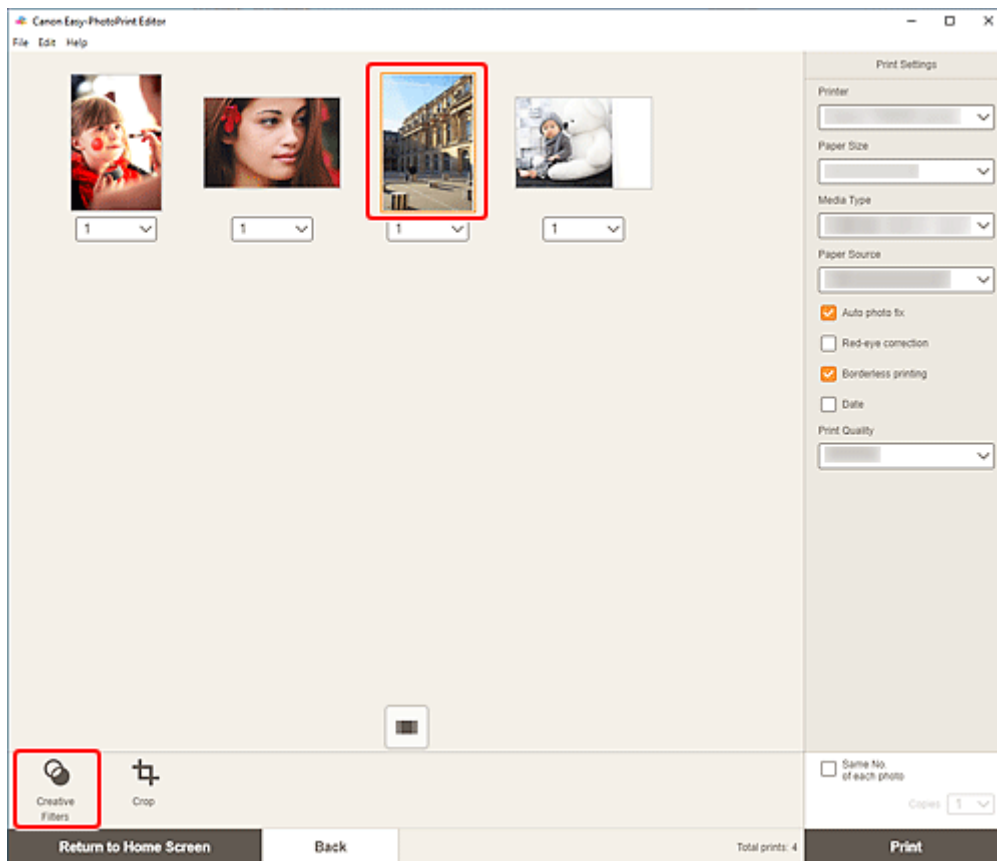 Canon Easy-PhotoPrint Editor
File Edit Help
Print Settings
Printer
Paper Size
Media Type
Paper Source
Auto photo fix
Red-eye correction
Borderless printing
Date
Print Quality
1 1 1 1
Creative
Filters
Crop
Same No.
of each photo
Copies 1
Return to Home Screen
Back
Total prints: 4
Print